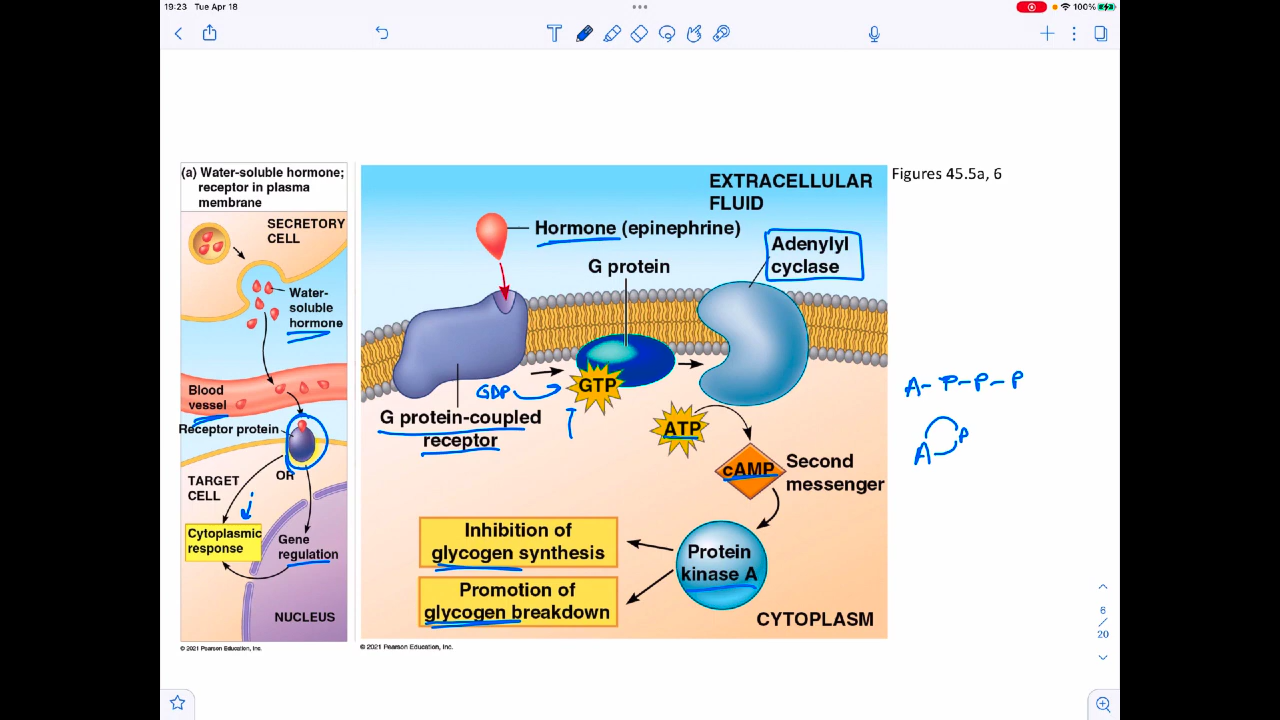 19:23 Tue Apr 18
100%
T
(a) Water-soluble hormone;
receptor in plasma
membrane
SECRETORY
CELL
Water-
soluble
hormone
Blood
vessel
Receptor protein
OR
TARGET
CELL
Cytoplasmic
response
Gene
regulation
NUCLEUS
© 2021 Pearson Education, Inc.
EXTRACELLULAR
FLUID
Hormone (epinephrine)
G protein
Adenylyl
cyclase
GDP
GTP
G protein-coupled
receptor
ATP
cAMP
Second
messenger
Inhibition of
glycogen synthesis
Protein
kinase A
Promotion of
glycogen breakdown
CYTOPLASM
© 2021 Pearson Education, Inc.
Figures 45.5a, 6
A-P-P-P
A P
6
/
20